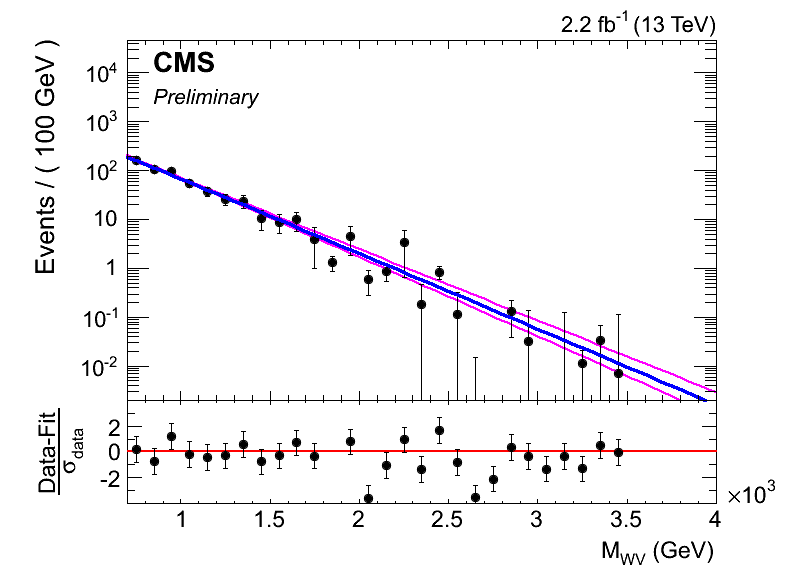 2.2 fb⁻¹ (13 TeV)
CMS
Preliminary
Events / ( 100 GeV )
10⁴
10³
10²
10
1
10⁻¹
10⁻²
Data-Fit
σ_data
2
0
-2
1 1.5 2 2.5 3 3.5 4
×10³
M_WV (GeV)